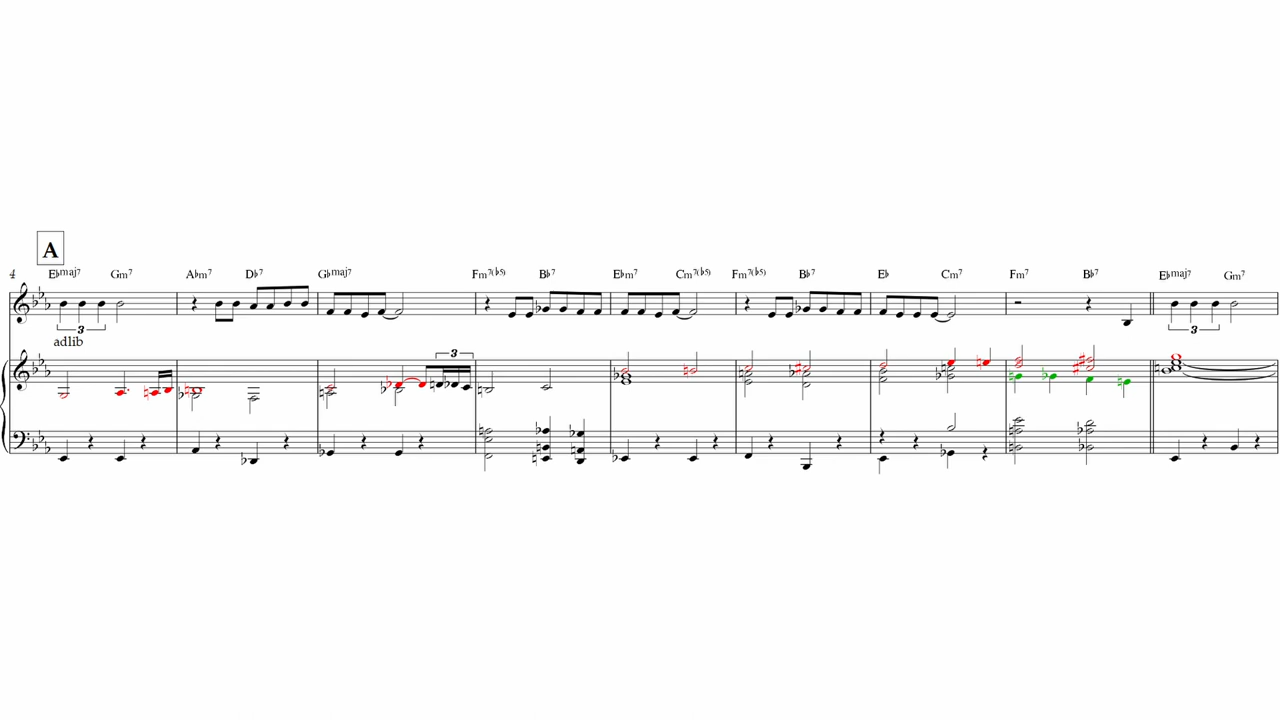 A
4 E♭maj7 Gm7 A♭m7 D♭7 G♭maj7 Fm7(♭5) B♭7 E♭m7 Cm7(♭5) Fm7(♭5) B♭7 E♭ Cm7 Fm7 B♭7 E♭maj7 Gm7
3 3
adlib
3